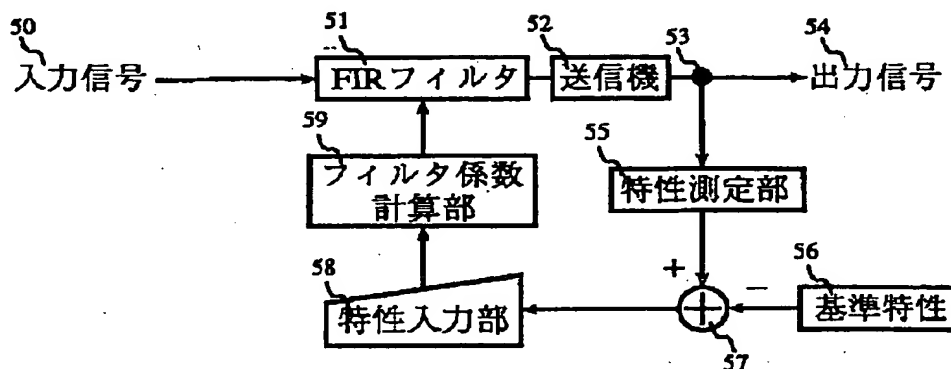 50
入力信号
51
FIRフィルタ
52
送信機
53
54
出力信号
59
フィルタ係数
計算部
55
特性測定部
58
特性入力部
+
−
57
56
基準特性